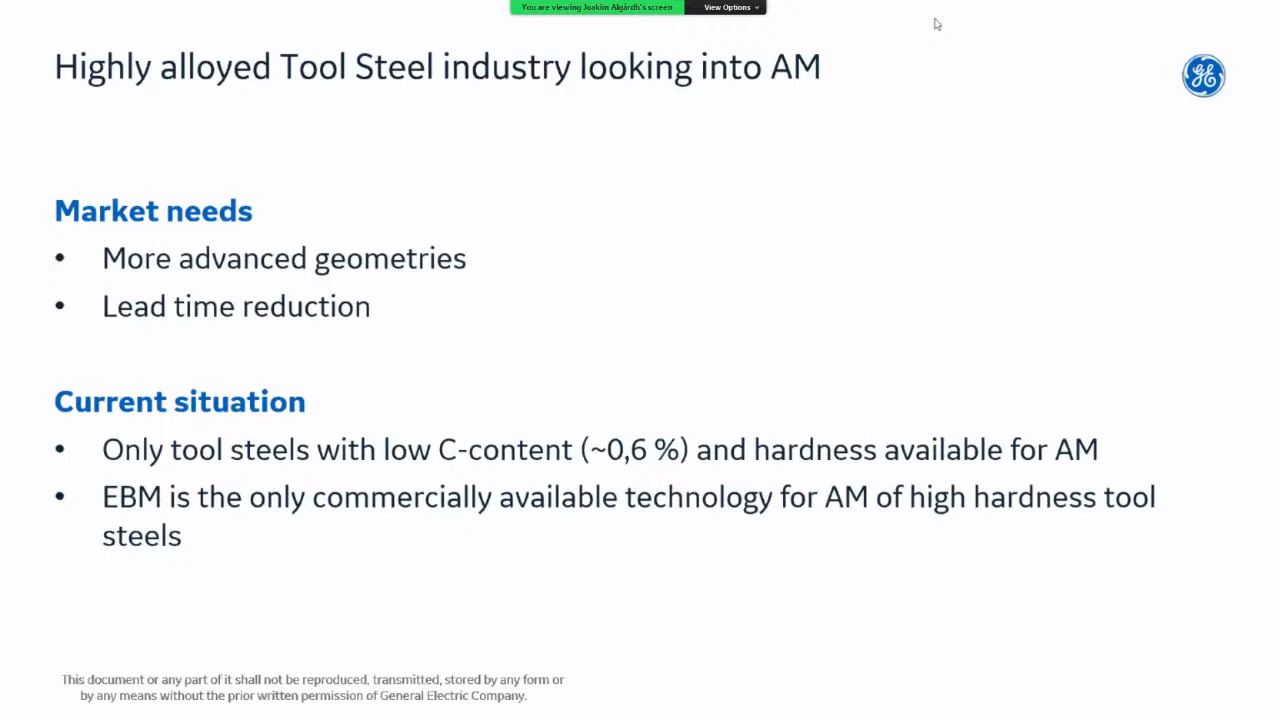 You are viewing Joakim Algårdh's screen View Options
Highly alloyed Tool Steel industry looking into AM
Market needs
• More advanced geometries
• Lead time reduction
Current situation
• Only tool steels with low C-content (~0,6 %) and hardness available for AM
• EBM is the only commercially available technology for AM of high hardness tool
steels
This document or any part of it shall not be reproduced, transmitted, stored by any form or
by any means without the prior written permission of General Electric Company.